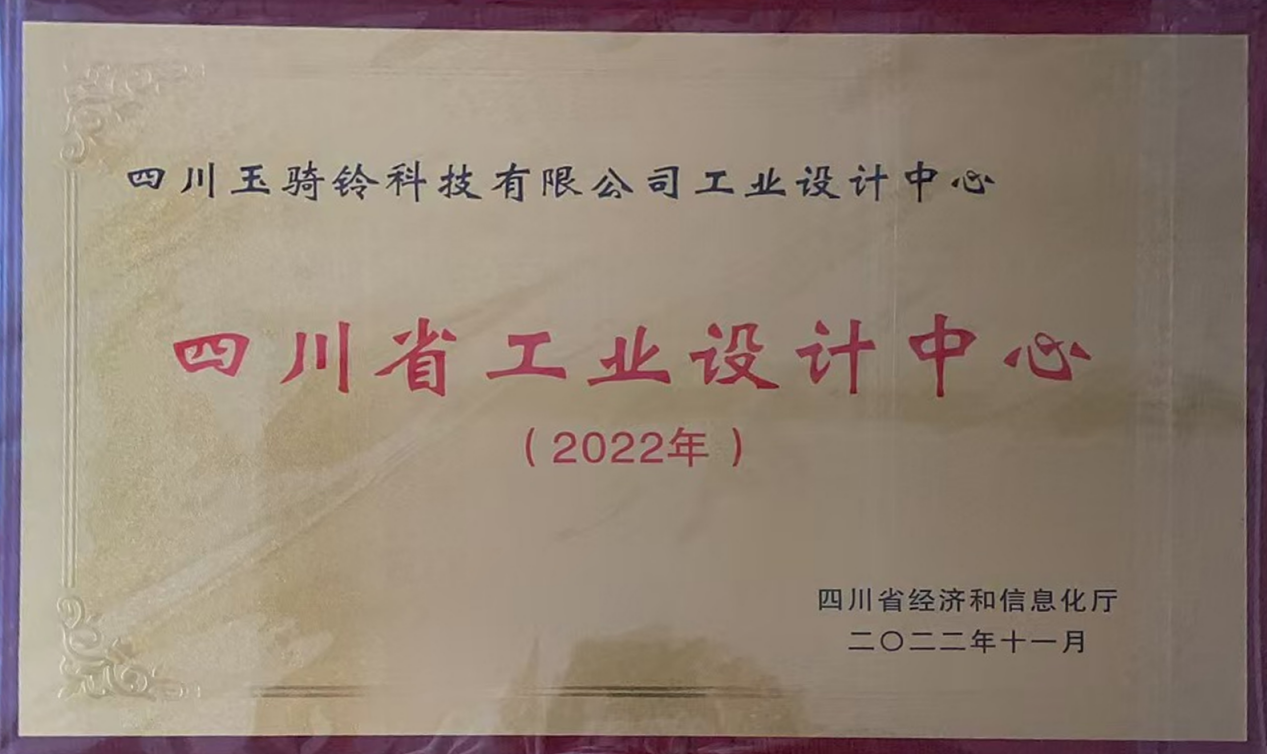 四川玉骑铃科技有限公司工业设计中心
四川省工业设计中心
（2022年）
四川省经济和信息化厅
二〇二二年十一月